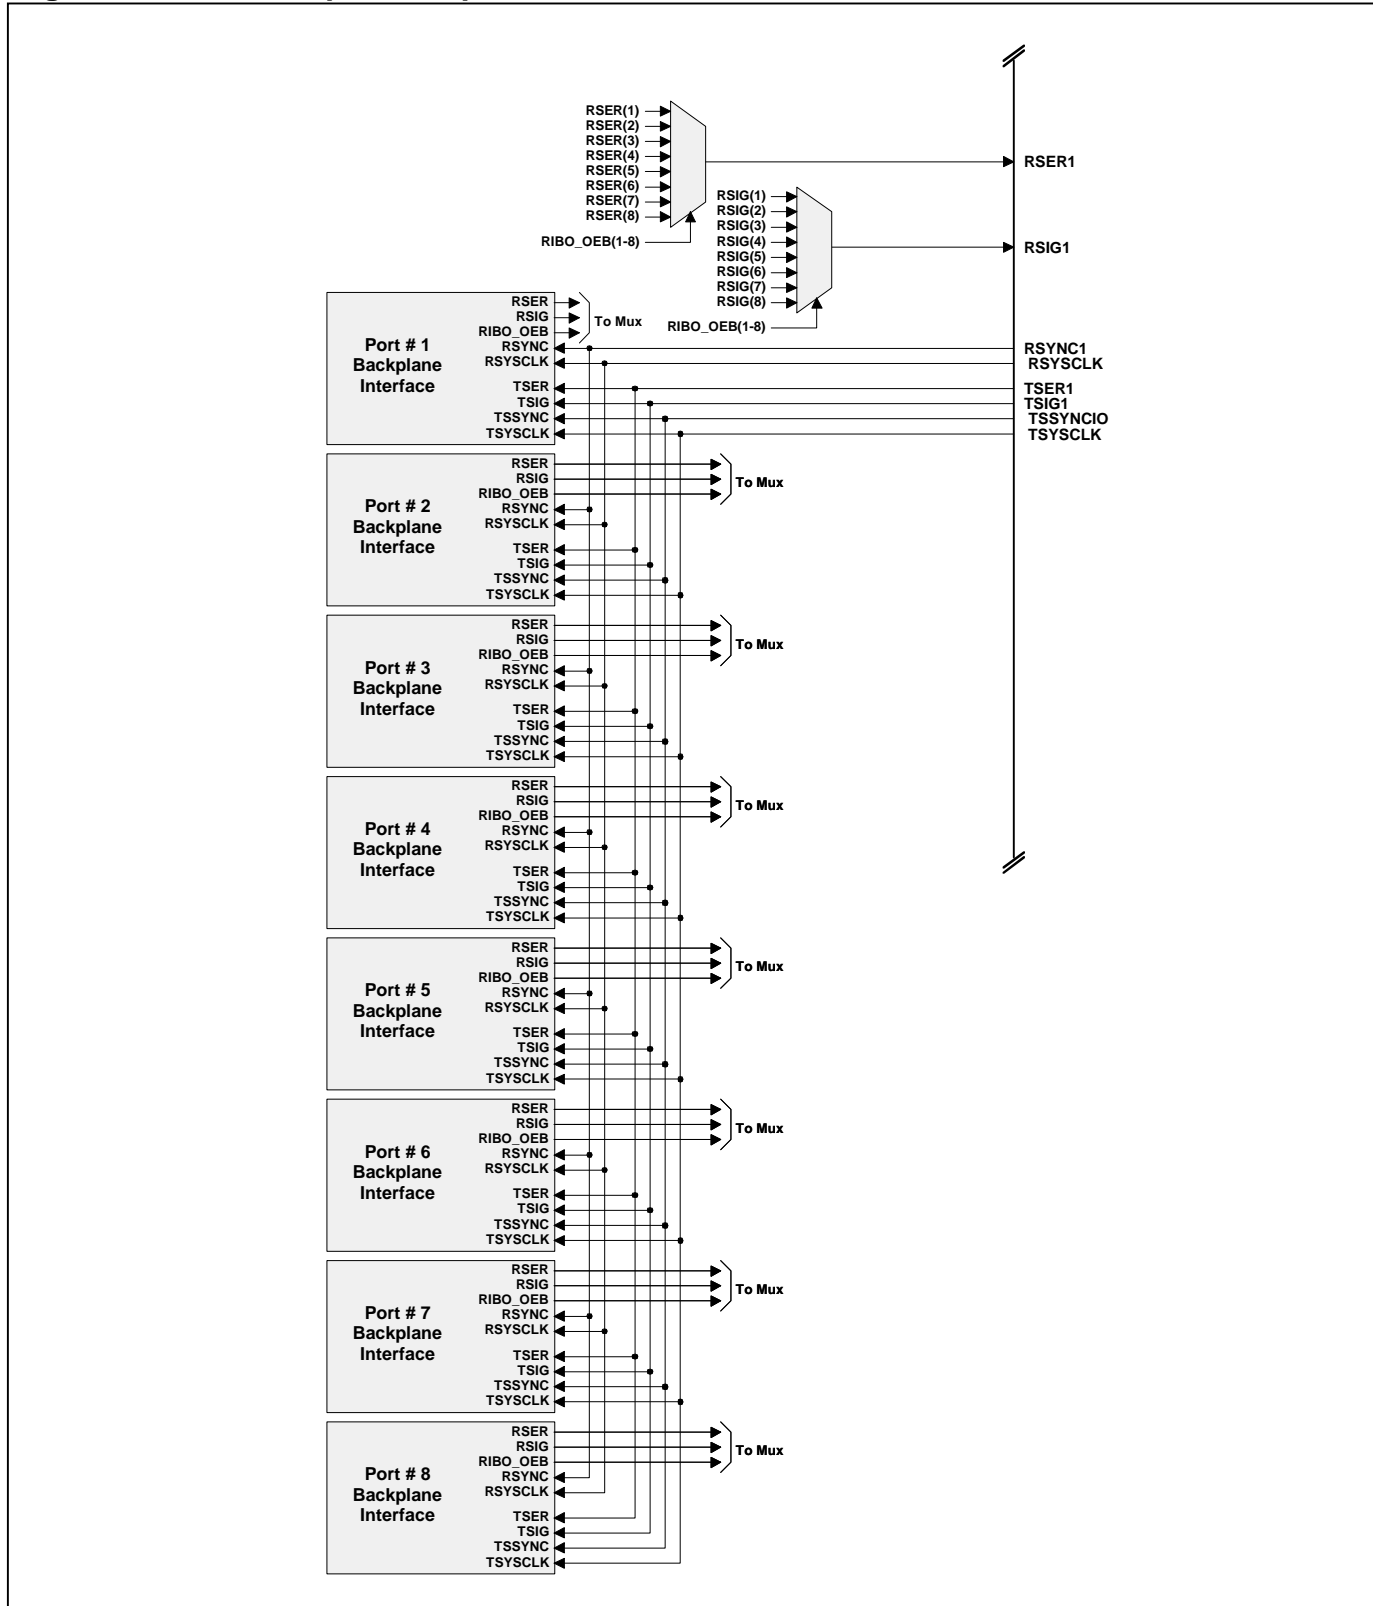 RSER(1)
RSER(2)
RSER(3)
RSER(4)
RSER(5)
RSER(6)
RSER(7)
RSER(8)
RIBO_OEB(1-8)
RSER1
RSIG(1)
RSIG(2)
RSIG(3)
RSIG(4)
RSIG(5)
RSIG(6)
RSIG(7)
RSIG(8)
RIBO_OEB(1-8)
RSIG1
RSYNC1
RSYSCLK
TSER1
TSIG1
TSSYNCIO
TSYSCLK
Port # 1
Backplane
Interface
RSER
RSIG
RIBO_OEB
RSYNC
RSYSCLK
TSER
TSIG
TSSYNC
TSYSCLK
To Mux
Port # 2
Backplane
Interface
RSER
RSIG
RIBO_OEB
RSYNC
RSYSCLK
TSER
TSIG
TSSYNC
TSYSCLK
To Mux
Port # 3
Backplane
Interface
RSER
RSIG
RIBO_OEB
RSYNC
RSYSCLK
TSER
TSIG
TSSYNC
TSYSCLK
To Mux
Port # 4
Backplane
Interface
RSER
RSIG
RIBO_OEB
RSYNC
RSYSCLK
TSER
TSIG
TSSYNC
TSYSCLK
To Mux
Port # 5
Backplane
Interface
RSER
RSIG
RIBO_OEB
RSYNC
RSYSCLK
TSER
TSIG
TSSYNC
TSYSCLK
To Mux
Port # 6
Backplane
Interface
RSER
RSIG
RIBO_OEB
RSYNC
RSYSCLK
TSER
TSIG
TSSYNC
TSYSCLK
To Mux
Port # 7
Backplane
Interface
RSER
RSIG
RIBO_OEB
RSYNC
RSYSCLK
TSER
TSIG
TSSYNC
TSYSCLK
To Mux
Port # 8
Backplane
Interface
RSER
RSIG
RIBO_OEB
RSYNC
RSYSCLK
TSER
TSIG
TSSYNC
TSYSCLK
To Mux